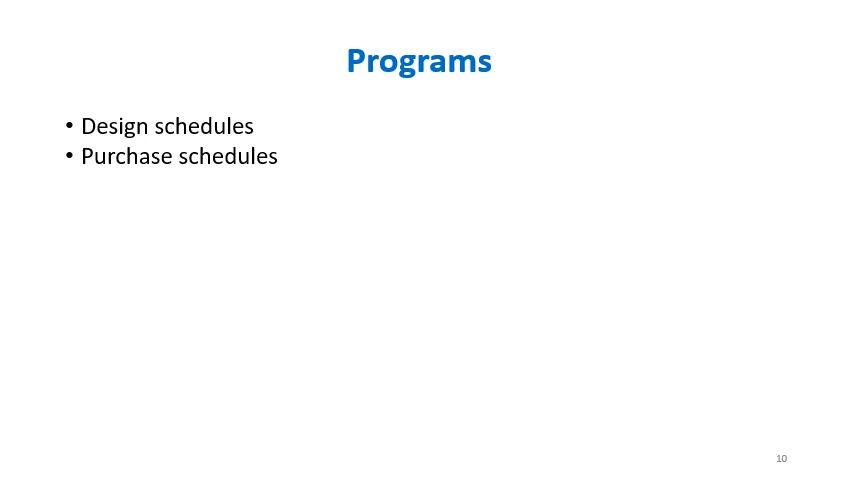 Programs
• Design schedules
• Purchase schedules
10